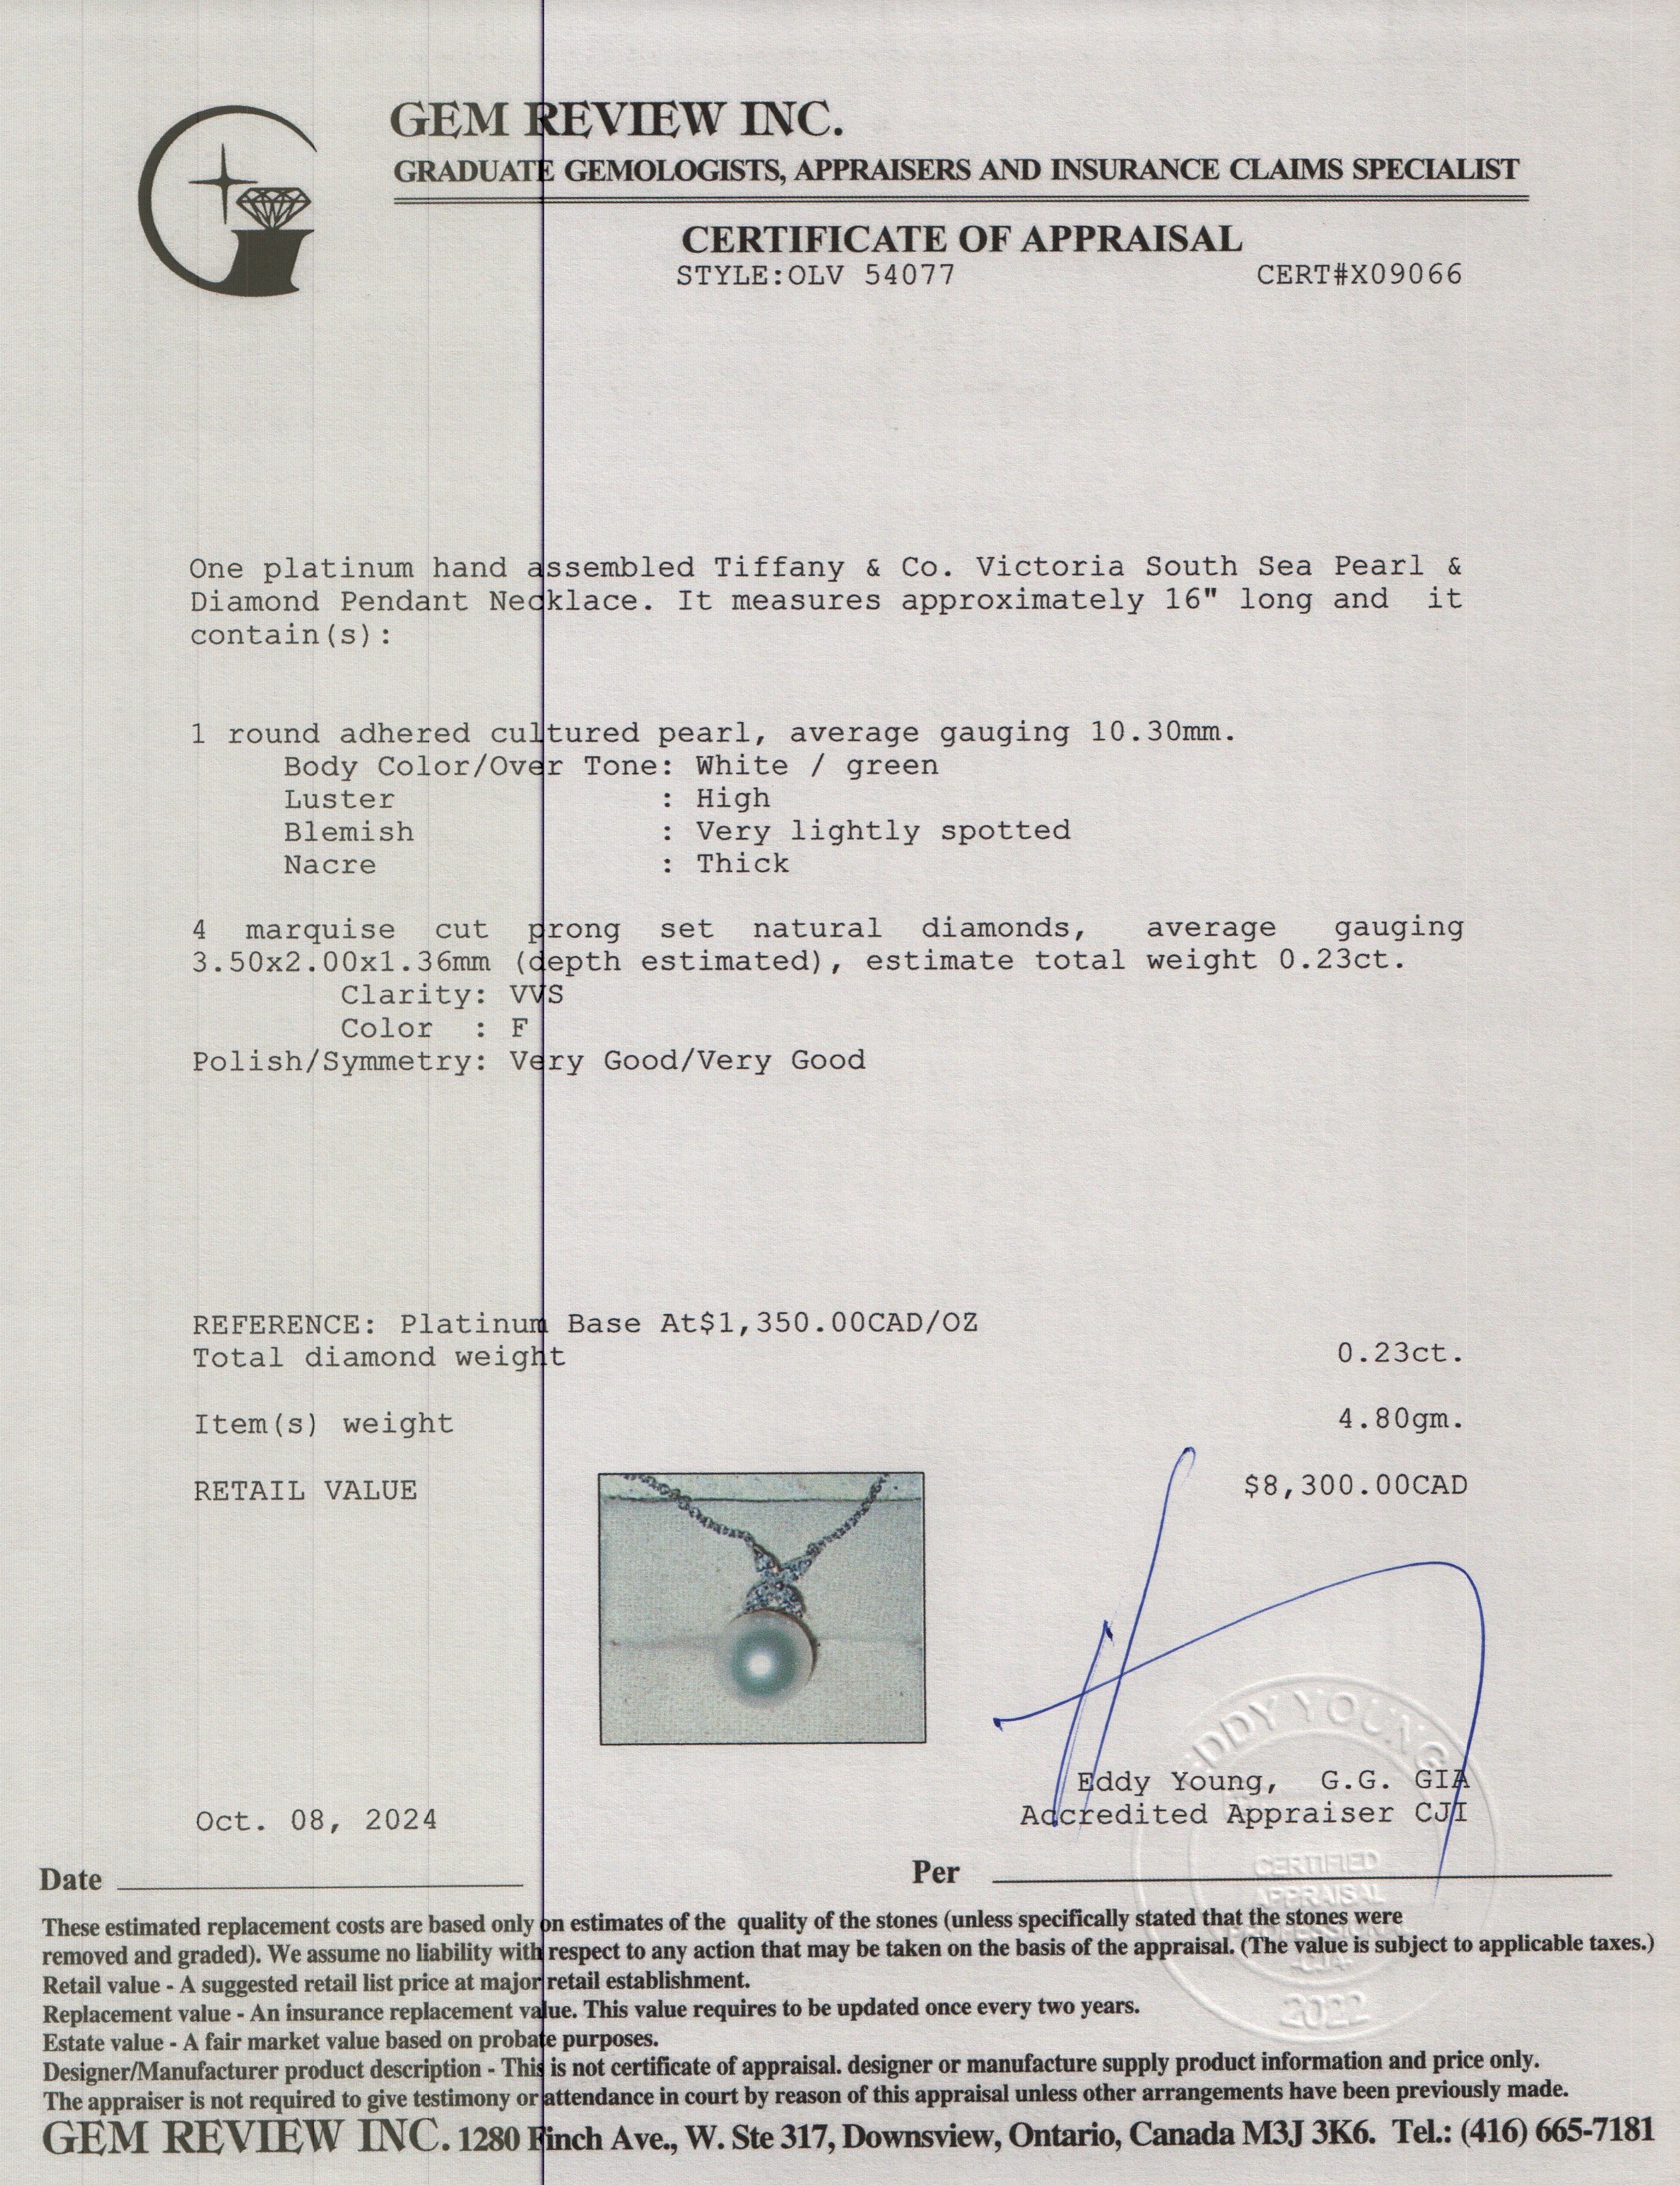 GEM REVIEW INC.
GRADUATE GEMOLOGISTS, APPRAISERS AND INSURANCE CLAIMS SPECIALIST
CERTIFICATE OF APPRAISAL
STYLE:OLV 54077 CERT#X09066
One platinum hand assembled Tiffany & Co. Victoria South Sea Pearl &
Diamond Pendant Necklace. It measures approximately 16" long and it
contain(s):
1 round adhered cultured pearl, average gauging 10.30mm.
Body Color/Over Tone: White / green
Luster : High
Blemish : Very lightly spotted
Nacre : Thick
4 marquise cut prong set natural diamonds, average gauging
3.50x2.00x1.36mm (depth estimated), estimate total weight 0.23ct.
Clarity: VVS
Color : F
Polish/Symmetry: Very Good/Very Good
REFERENCE: Platinum Base At$1,350.00CAD/OZ
Total diamond weight 0.23ct.
Item(s) weight 4.80gm.
RETAIL VALUE $8,300.00CAD
EDDY YOUNG
Eddy Young, G.G. GIA
Accredited Appraiser CJI
Oct. 08, 2024
Date
Per
CERTIFIED
APPRAISAL
PROFESSIONAL
-CJA-
2022
These estimated replacement costs are based only on estimates of the quality of the stones (unless specifically stated that the stones were
removed and graded). We assume no liability with respect to any action that may be taken on the basis of the appraisal. (The value is subject to applicable taxes.)
Retail value - A suggested retail list price at major retail establishment.
Replacement value - An insurance replacement value. This value requires to be updated once every two years.
Estate value - A fair market value based on probate purposes.
Designer/Manufacturer product description - This is not certificate of appraisal. designer or manufacture supply product information and price only.
The appraiser is not required to give testimony or attendance in court by reason of this appraisal unless other arrangements have been previously made.
GEM REVIEW INC. 1280 Finch Ave., W. Ste 317, Downsview, Ontario, Canada M3J 3K6. Tel.: (416) 665-7181